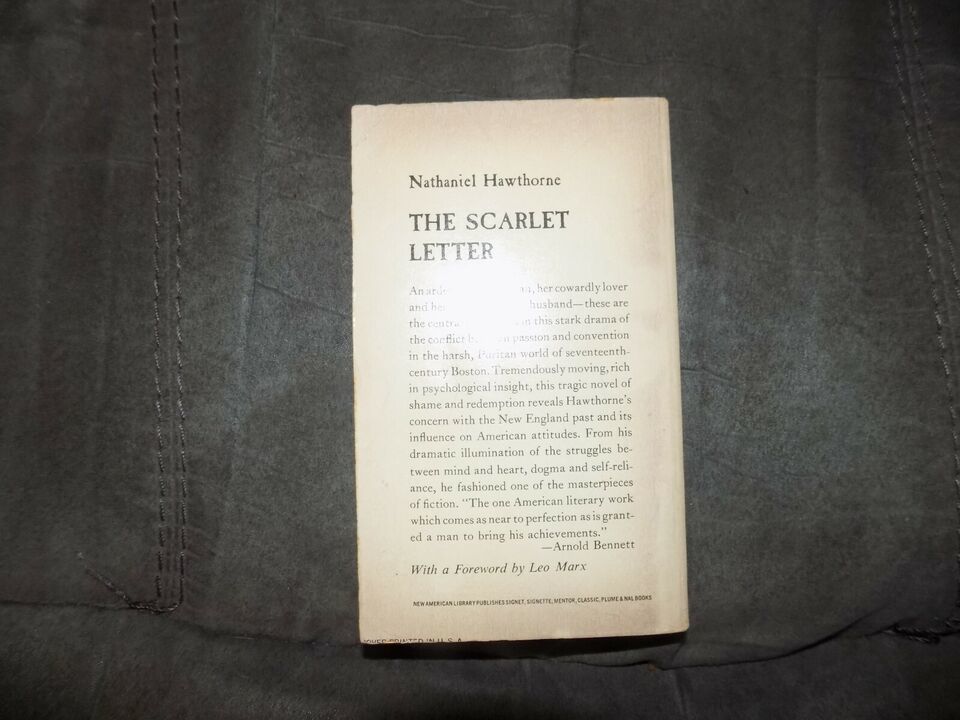 Nathaniel Hawthorne
THE SCARLET
LETTER
An her cowardly lover
and her husband—these are
the in this stark drama of
the conflict passion and convention
in the harsh, Puritan world of seventeenth-
century Boston. Tremendously moving, rich
in psychological insight, this tragic novel of
shame and redemption reveals Hawthorne's
concern with the New England past and its
influence on American attitudes. From his
dramatic illumination of the struggles be-
tween mind and heart, dogma and self-reli-
ance, he fashioned one of the masterpieces
of fiction. "The one American literary work
which comes as near to perfection as is grant-
ed a man to bring his achievements."
—Arnold Bennett
With a Foreword by Leo Marx
NEW AMERICAN LIBRARY PUBLISHES SIGNET, SIGNETTE, MENTOR, CLASSIC, PLUME & NAL BOOKS
PRINTED IN U.S.A.